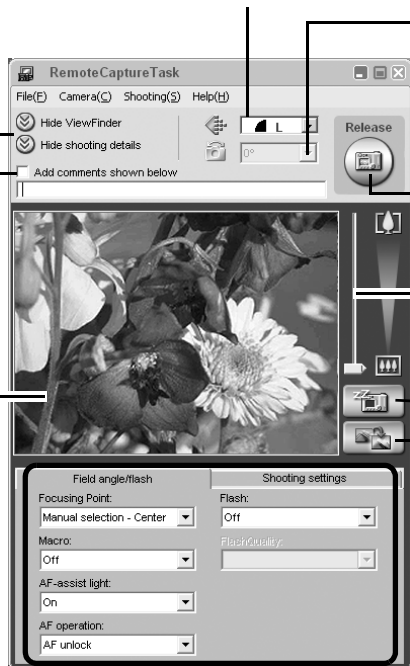 RemoteCaptureTask
File(F) Camera(C) Shooting(S) Help(H)
Hide ViewFinder
L
Release
Hide shooting details
0°
Add comments shown below
Field angle/flash
Shooting settings
Focusing Point:
Flash:
Manual selection - Center
Off
Macro:
FlashQuality:
Off
AF-assist light:
On
AF operation:
AF unlock